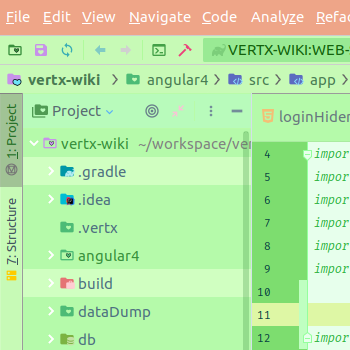 File Edit View Navigate Code Analyze Refac
VERTX-WIKI:WEB-
vertx-wiki angular4 src app
1: Project
7: Structure
Project
loginHider
vertx-wiki ~/workspace/ver
.gradle
.idea
.vertx
angular4
build
dataDump
db
4 impor
5 impor
6 impor
7 impor
8 impor
9 impor
10
11
12 impor